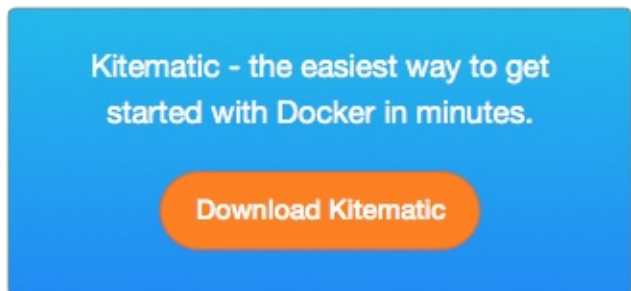 Kitematic - the easiest way to get
started with Docker in minutes.
Download Kitematic